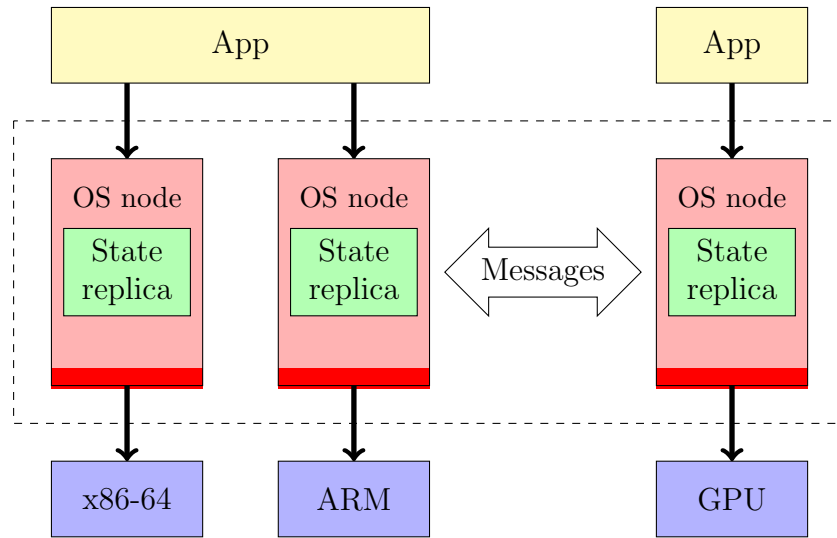 App
App
OS node
State
replica
OS node
State
replica
Messages
OS node
State
replica
x86-64
ARM
GPU